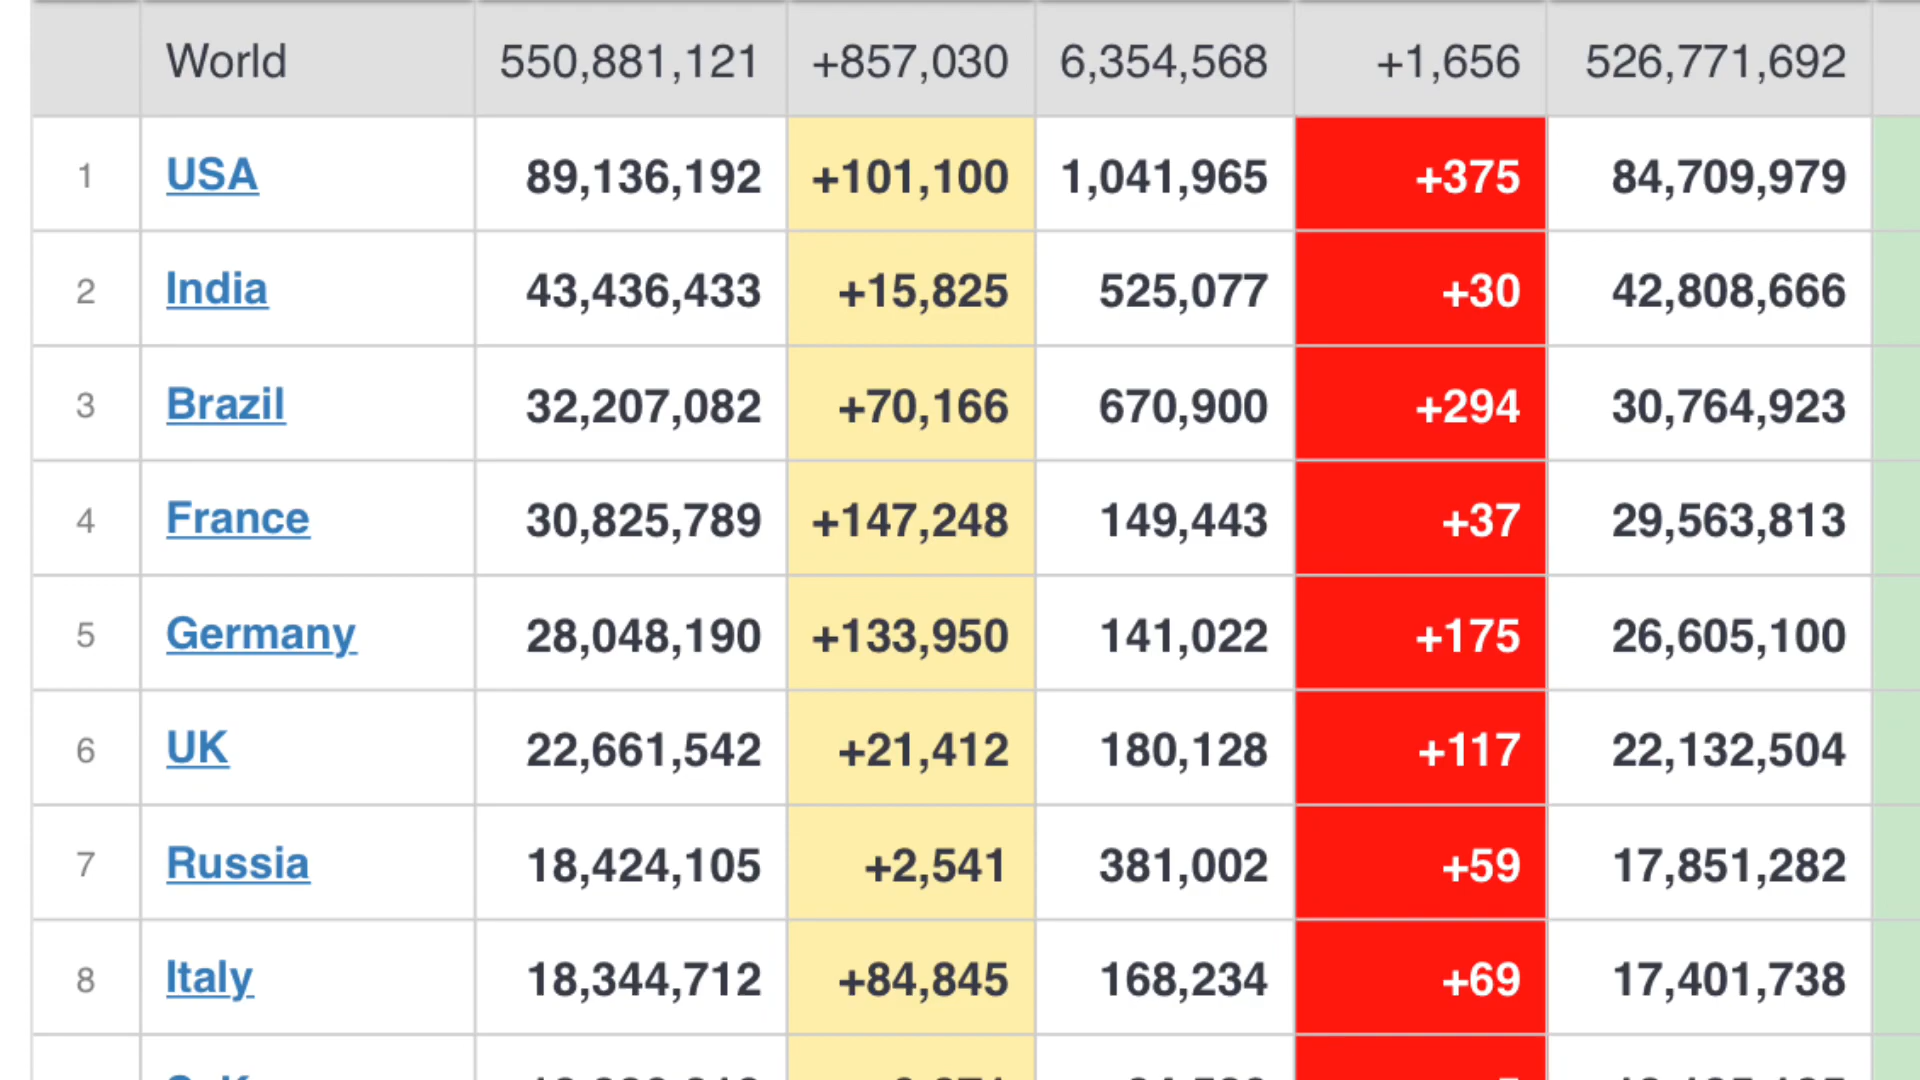 World 550,881,121 +857,030 6,354,568 +1,656 526,771,692
1 USA 89,136,192 +101,100 1,041,965 +375 84,709,979
2 India 43,436,433 +15,825 525,077 +30 42,808,666
3 Brazil 32,207,082 +70,166 670,900 +294 30,764,923
4 France 30,825,789 +147,248 149,443 +37 29,563,813
5 Germany 28,048,190 +133,950 141,022 +175 26,605,100
6 UK 22,661,542 +21,412 180,128 +117 22,132,504
7 Russia 18,424,105 +2,541 381,002 +59 17,851,282
8 Italy 18,344,712 +84,845 168,234 +69 17,401,738